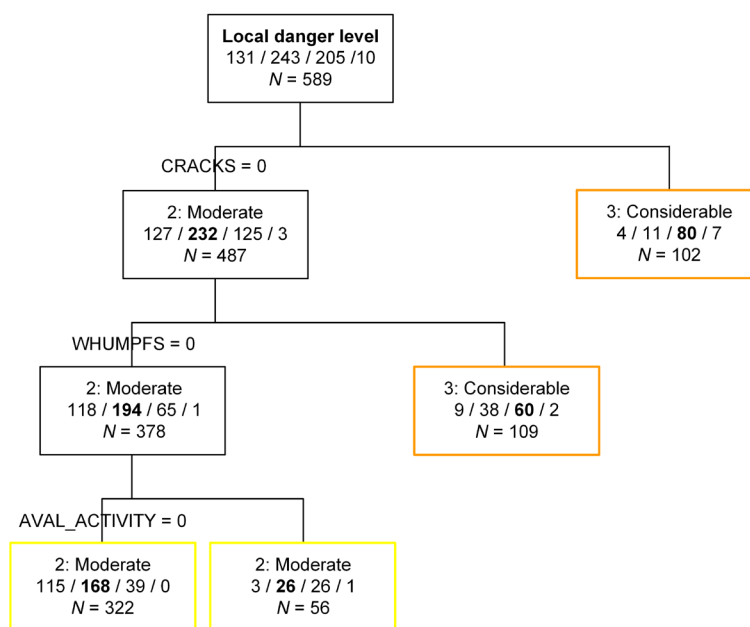 Local danger level
131 / 243 / 205 /10
N = 589
CRACKS = 0
2: Moderate
127 / 232 / 125 / 3
N = 487
3: Considerable
4 / 11 / 80 / 7
N = 102
WHUMPFS = 0
2: Moderate
118 / 194 / 65 / 1
N = 378
3: Considerable
9 / 38 / 60 / 2
N = 109
AVAL_ACTIVITY = 0
2: Moderate
115 / 168 / 39 / 0
N = 322
2: Moderate
3 / 26 / 26 / 1
N = 56